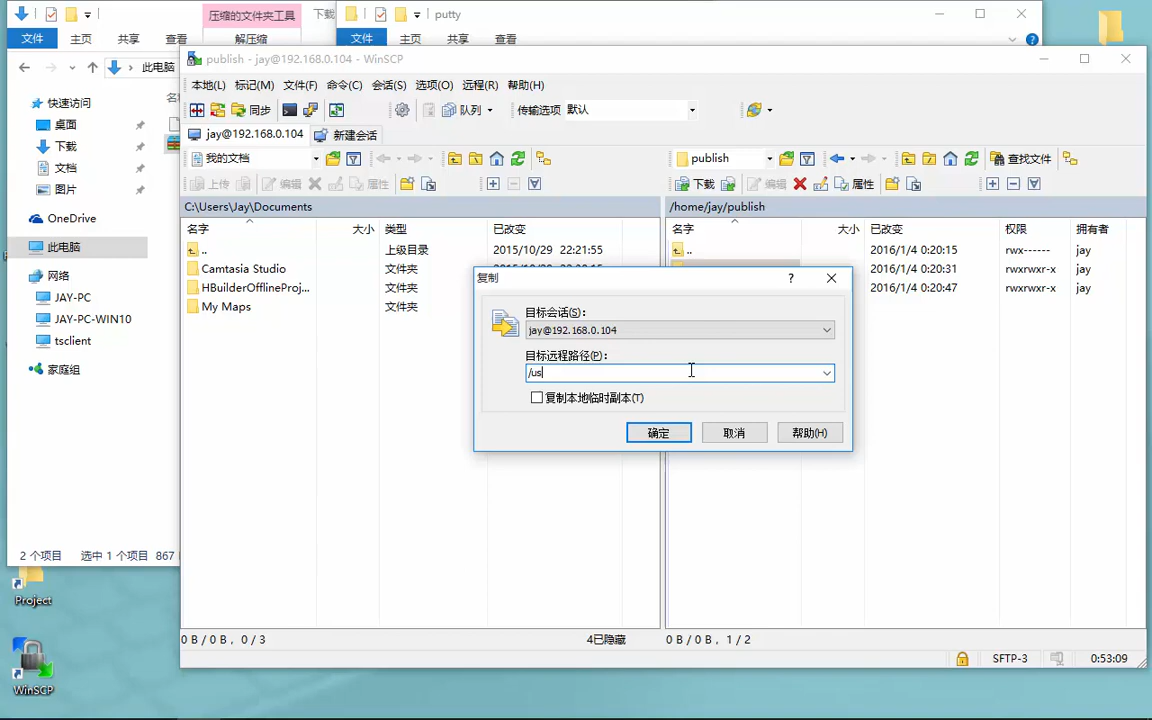 压缩的文件夹工具
下载
putty
文件
主页
共享
查看
解压缩
文件
主页
共享
查看
此电脑
快速访问
桌面
下载
文档
图片
OneDrive
此电脑
网络
JAY-PC
JAY-PC-WIN10
tsclient
家庭组
2 个项目 选中 1 个项目 867
Project
WinSCP
publish - jay@192.168.0.104 - WinSCP
本地(L) 标记(M) 文件(F) 命令(C) 会话(S) 选项(O) 远程(R) 帮助(H)
同步 队列 传输选项 默认
jay@192.168.0.104 新建会话
我的文档
publish 查找文件
上传 编辑 属性
下载 编辑 属性
C:\Users\Jay\Documents
/home/jay/publish
名字 大小 类型 已改变
.. 上级目录 2015/10/29 22:21:55
Camtasia Studio 文件夹
HBuilderOfflineProj... 文件夹
My Maps 文件夹
名字 大小 已改变 权限 拥有者
.. 2016/1/4 0:20:15 rwx------ jay
2016/1/4 0:20:31 rwxrwxr-x jay
2016/1/4 0:20:47 rwxrwxr-x jay
复制
目标会话(S):
jay@192.168.0.104
目标远程路径(P):
/us
复制本地临时副本(T)
确定 取消 帮助(H)
0 B / 0 B, 0 / 3
4已隐藏
0 B / 0 B, 1 / 2
SFTP-3
0:53:09